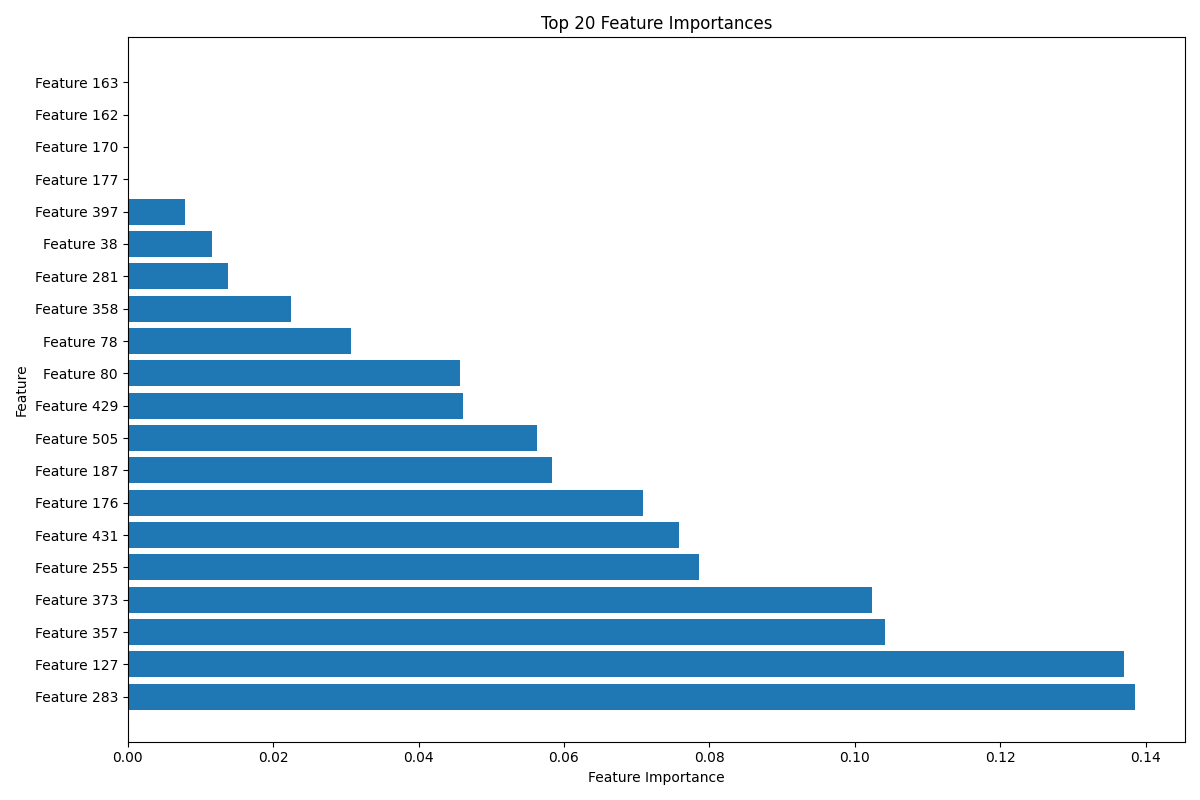 Top 20 Feature Importances
Feature
Feature 163
Feature 162
Feature 170
Feature 177
Feature 397
Feature 38
Feature 281
Feature 358
Feature 78
Feature 80
Feature 429
Feature 505
Feature 187
Feature 176
Feature 431
Feature 255
Feature 373
Feature 357
Feature 127
Feature 283
0.00 0.02 0.04 0.06 0.08 0.10 0.12 0.14
Feature Importance